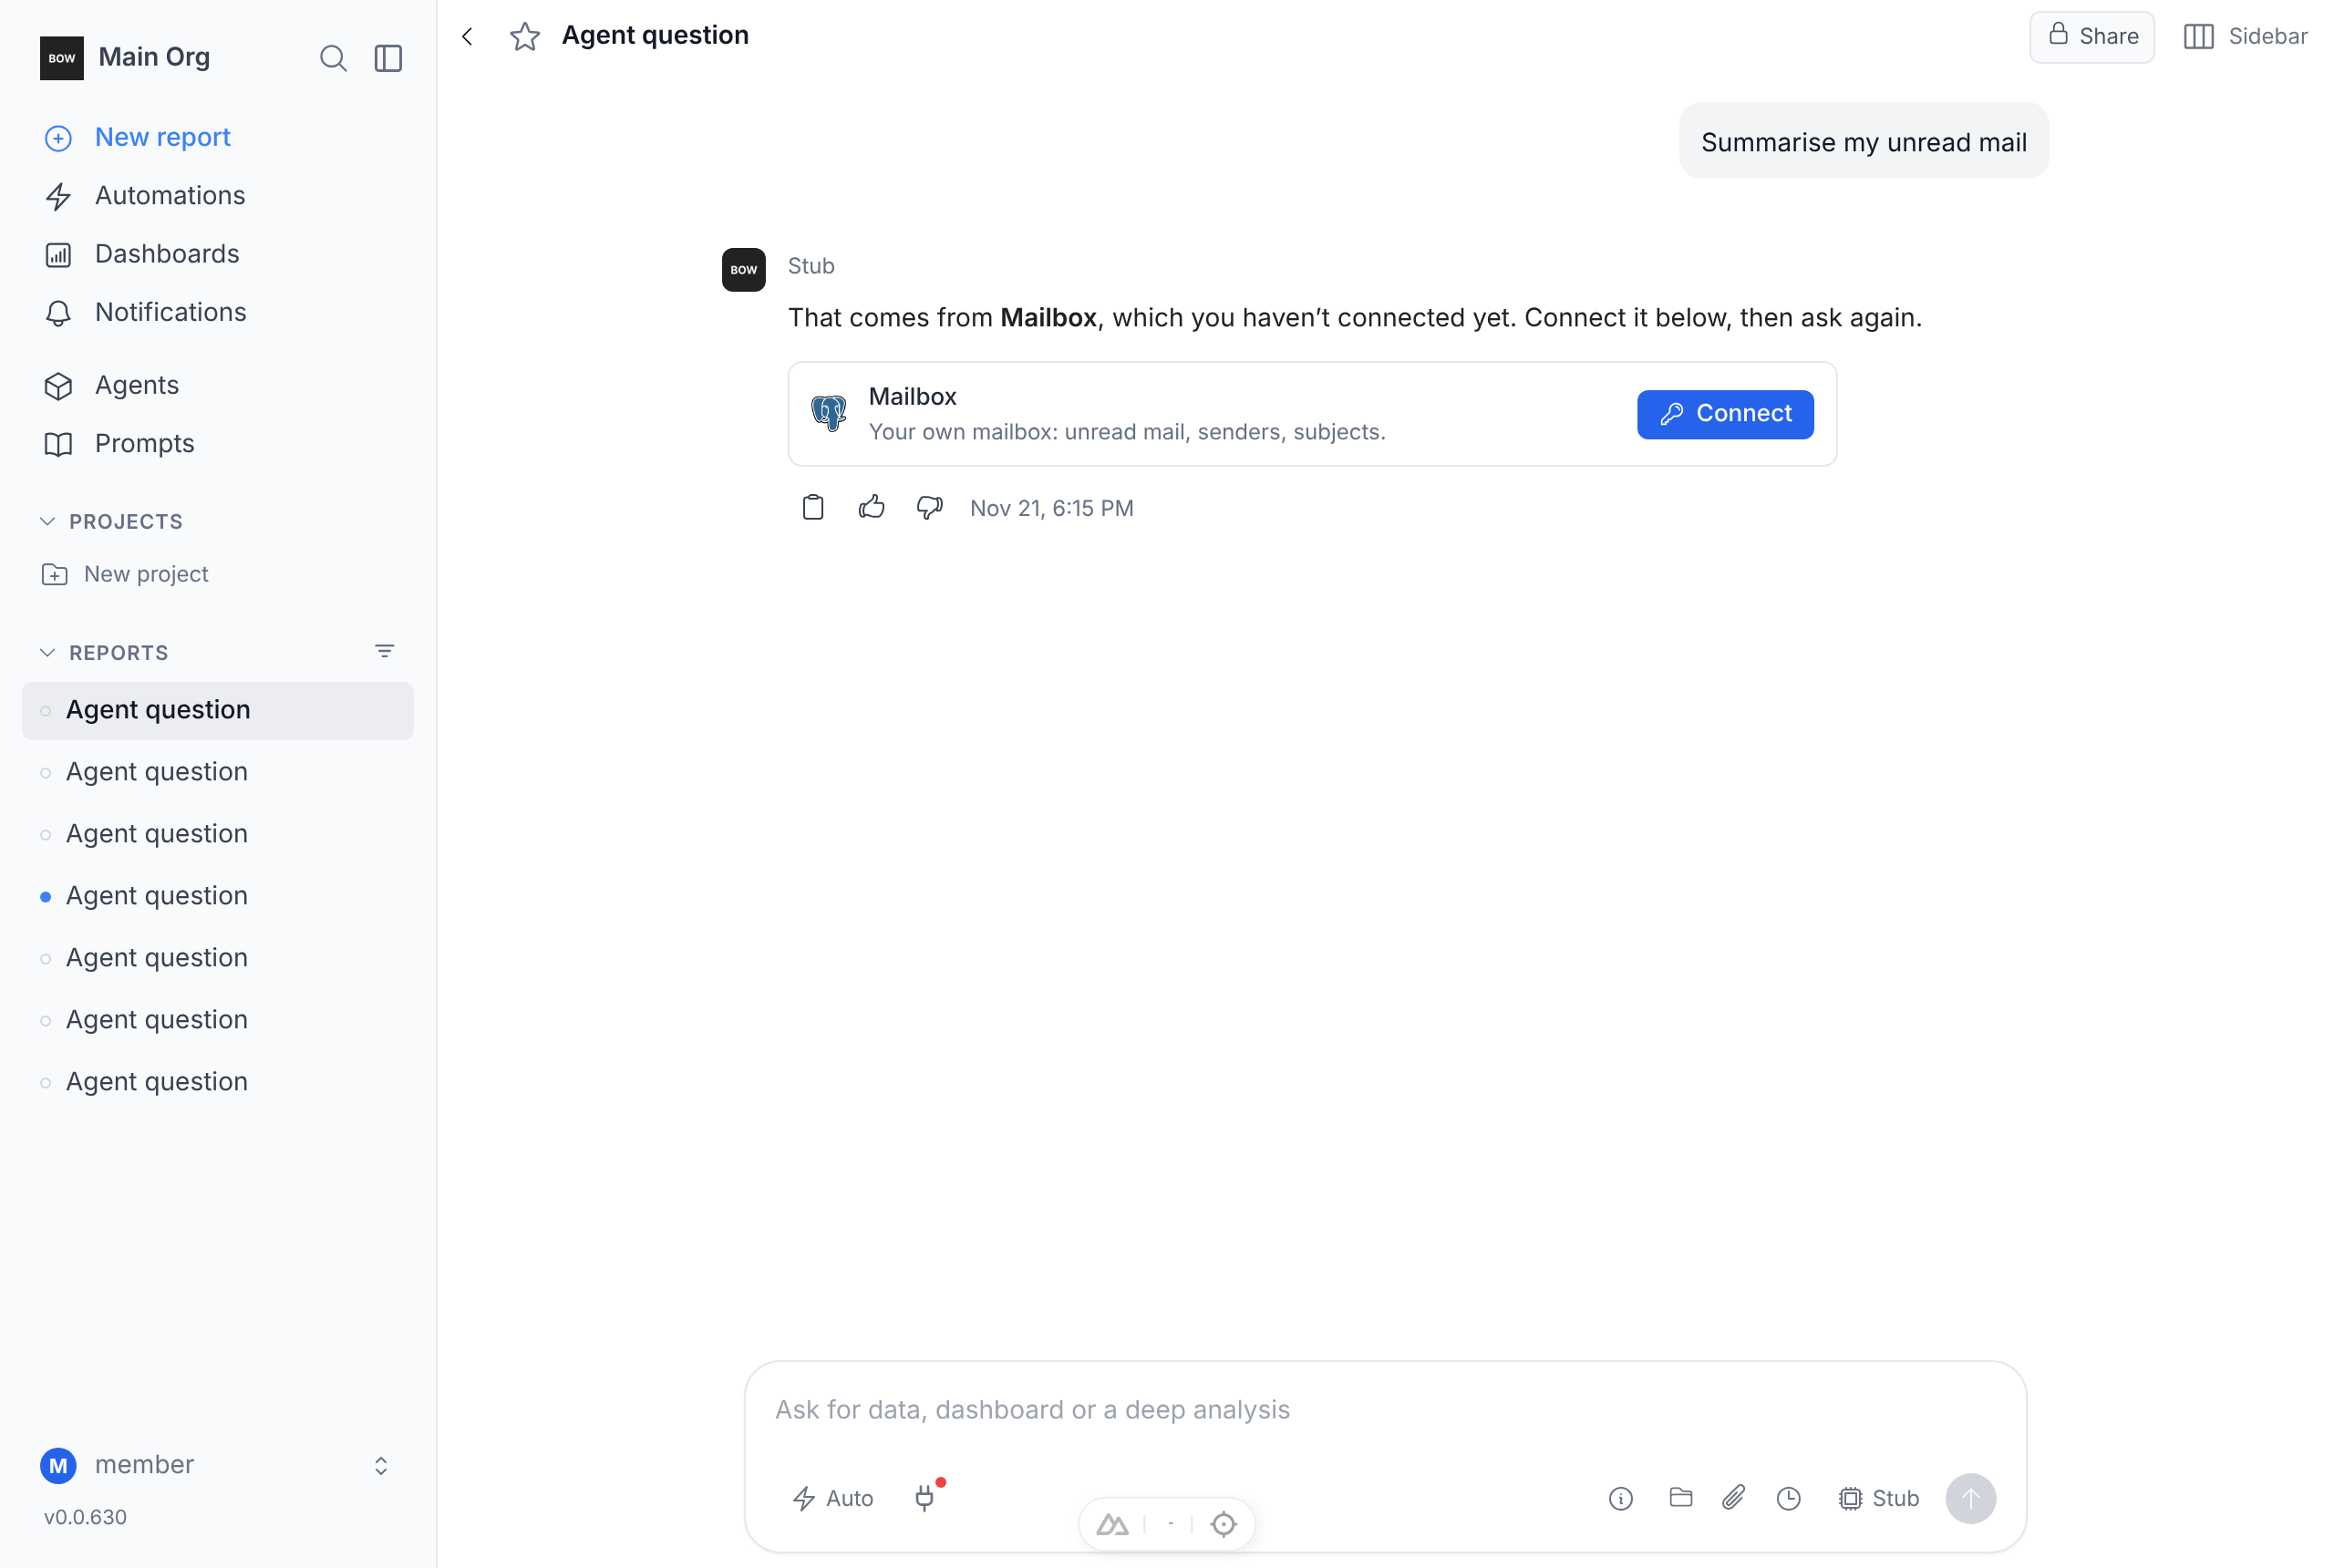 BOW
Main Org
New report
Automations
Dashboards
Notifications
Agents
Prompts
PROJECTS
New project
REPORTS
Agent question
Agent question
Agent question
Agent question
Agent question
Agent question
Agent question
M
member
v0.0.630
Agent question
Share
Sidebar
Summarise my unread mail
BOW
Stub
That comes from Mailbox, which you haven’t connected yet. Connect it below, then ask again.
Mailbox
Your own mailbox: unread mail, senders, subjects.
Connect
Nov 21, 6:15 PM
Ask for data, dashboard or a deep analysis
Auto
-
Stub